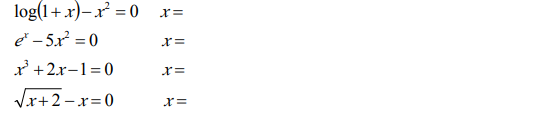 log(1+x)−x²=0 x=
eˣ−5x²=0 x=
x³+2x−1=0 x=
√x+2−x=0 x=